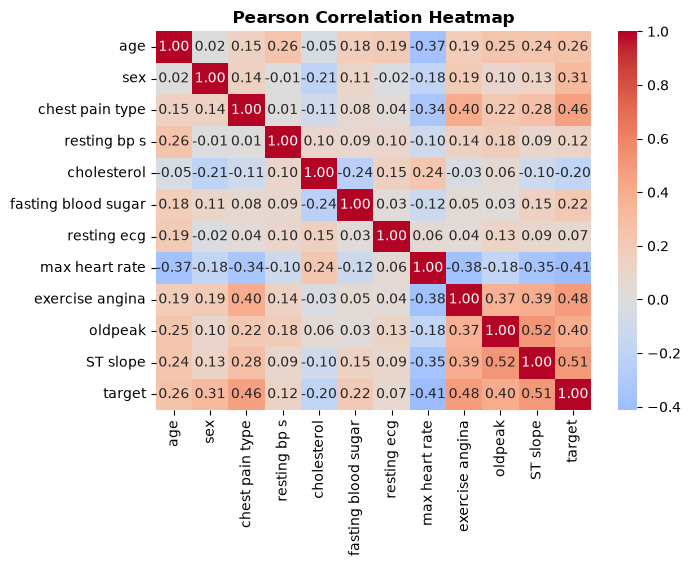 Pearson Correlation Heatmap
age 1.00 0.02 0.15 0.26 -0.05 0.18 0.19 -0.37 0.19 0.25 0.24 0.26
sex 0.02 1.00 0.14 -0.01 -0.21 0.11 -0.02 -0.18 0.19 0.10 0.13 0.31
chest pain type 0.15 0.14 1.00 0.01 -0.11 0.08 0.04 -0.34 0.40 0.22 0.28 0.46
resting bp s 0.26 -0.01 0.01 1.00 0.10 0.09 0.10 -0.10 0.14 0.18 0.09 0.12
cholesterol -0.05 -0.21 -0.11 0.10 1.00 -0.24 0.15 0.24 -0.03 0.06 -0.10 -0.20
fasting blood sugar 0.18 0.11 0.08 0.09 -0.24 1.00 0.03 -0.12 0.05 0.03 0.15 0.22
resting ecg 0.19 -0.02 0.04 0.10 0.15 0.03 1.00 0.06 0.04 0.13 0.09 0.07
max heart rate -0.37 -0.18 -0.34 -0.10 0.24 -0.12 0.06 1.00 -0.38 -0.18 -0.35 -0.41
exercise angina 0.19 0.19 0.40 0.14 -0.03 0.05 0.04 -0.38 1.00 0.37 0.39 0.48
oldpeak 0.25 0.10 0.22 0.18 0.06 0.03 0.13 -0.18 0.37 1.00 0.52 0.40
ST slope 0.24 0.13 0.28 0.09 -0.10 0.15 0.09 -0.35 0.39 0.52 1.00 0.51
target 0.26 0.31 0.46 0.12 -0.20 0.22 0.07 -0.41 0.48 0.40 0.51 1.00
age
sex
chest pain type
resting bp s
cholesterol
fasting blood sugar
resting ecg
max heart rate
exercise angina
oldpeak
ST slope
target
1.0
0.8
0.6
0.4
0.2
0.0
−0.2
−0.4